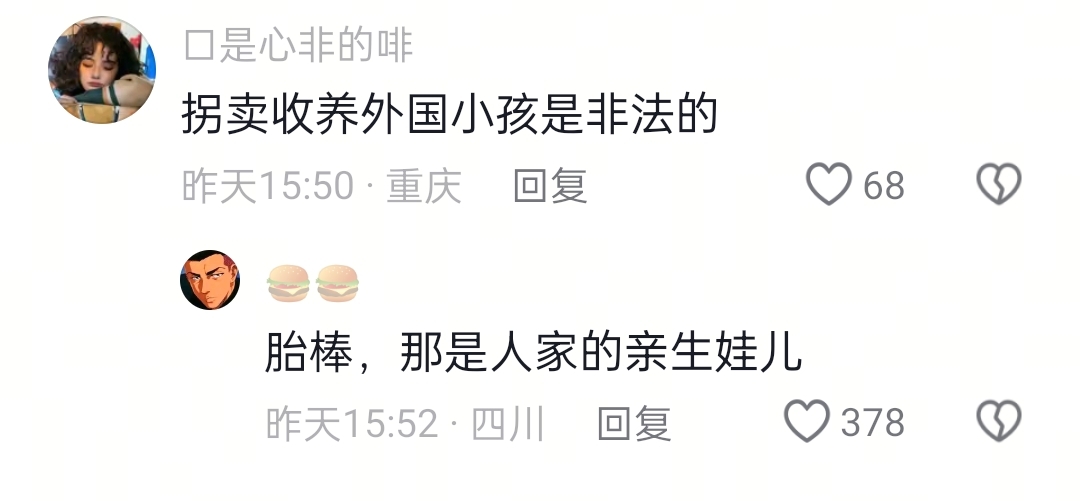 口是心非的啡
拐卖收养外国小孩是非法的
昨天15:50 · 重庆 回复 68
🍔🍔
胎棒，那是人家的亲生娃儿
昨天15:52 · 四川 回复 378